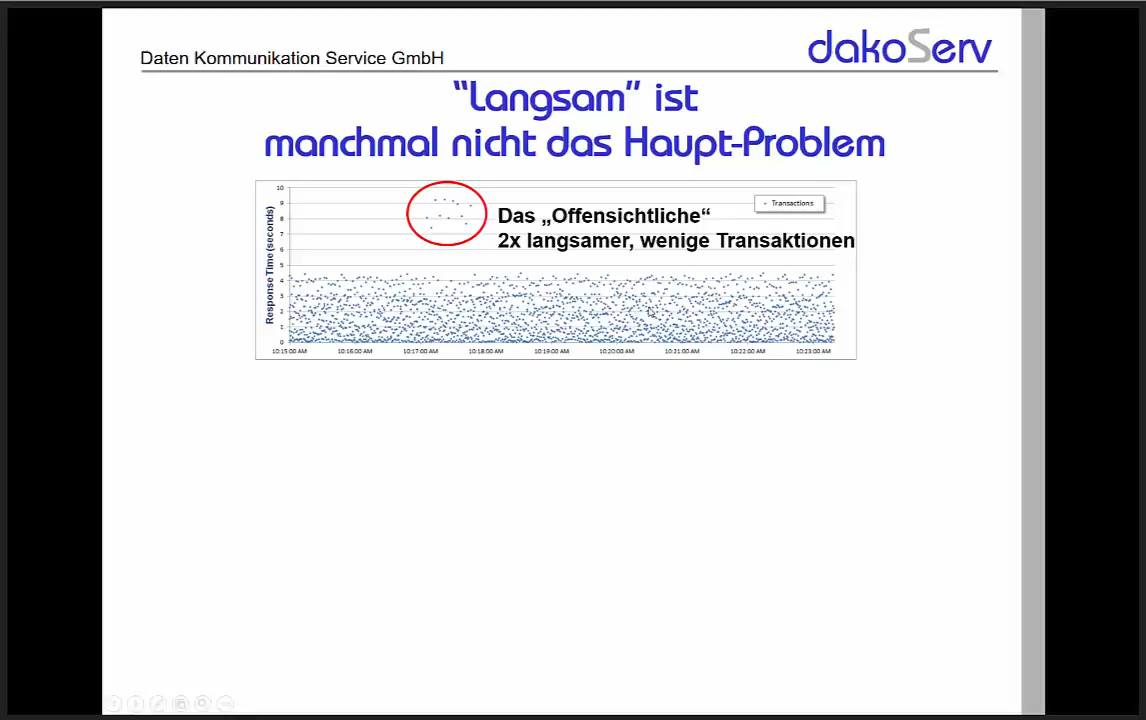 Daten Kommunikation Service GmbH
dakoServ
“Langsam” ist
manchmal nicht das Haupt-Problem
Das „Offensichtliche“
2x langsamer, wenige Transaktionen
Transactions
Response Time (seconds)
10
9
8
7
6
5
4
3
2
1
0
10:15:00 AM 10:16:00 AM 10:17:00 AM 10:18:00 AM 10:19:00 AM 10:20:00 AM 10:21:00 AM 10:22:00 AM 10:23:00 AM